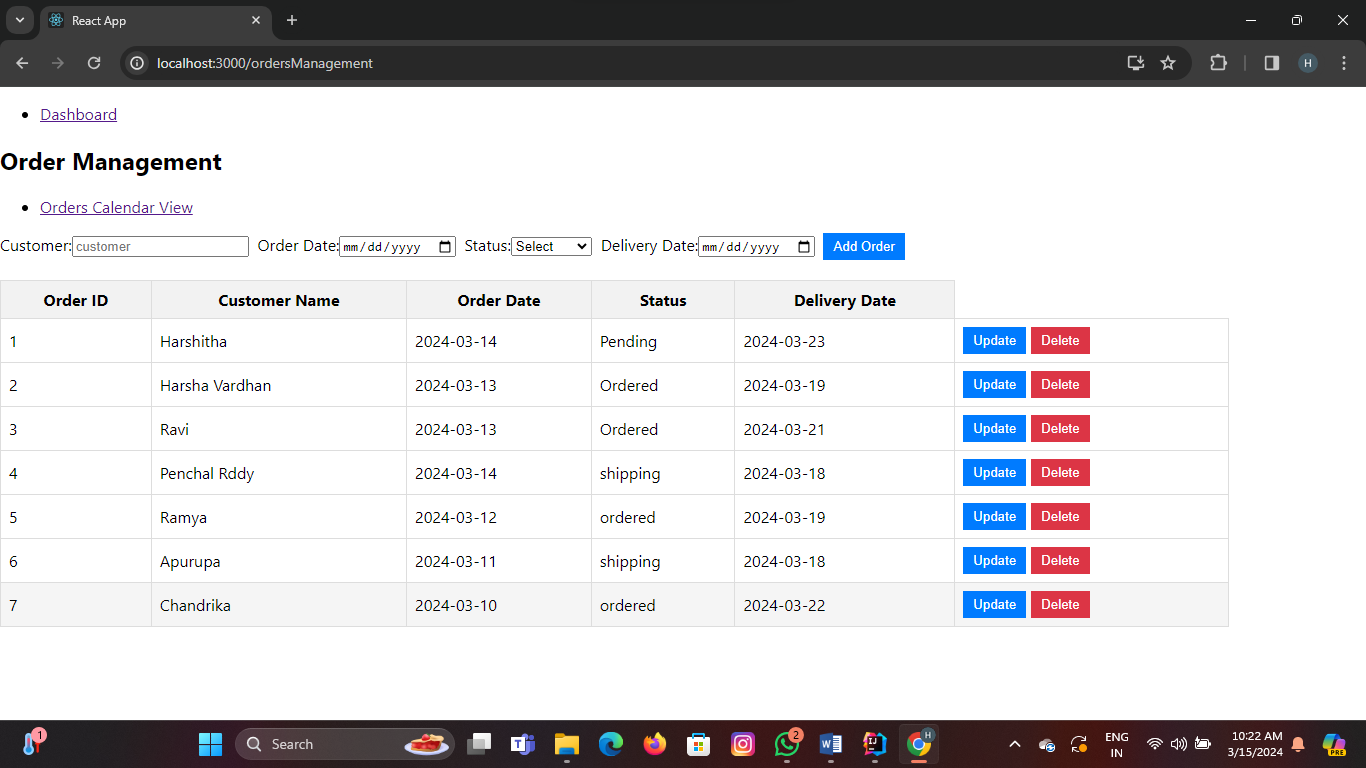 React App
localhost:3000/ordersManagement
H
Dashboard
Order Management
Orders Calendar View
Customer: customer Order Date: mm/dd/yyyy Status: Select Delivery Date: mm/dd/yyyy Add Order
Order ID Customer Name Order Date Status Delivery Date
1 Harshitha 2024-03-14 Pending 2024-03-23 Update Delete
2 Harsha Vardhan 2024-03-13 Ordered 2024-03-19 Update Delete
3 Ravi 2024-03-13 Ordered 2024-03-21 Update Delete
4 Penchal Rddy 2024-03-14 shipping 2024-03-18 Update Delete
5 Ramya 2024-03-12 ordered 2024-03-19 Update Delete
6 Apurupa 2024-03-11 shipping 2024-03-18 Update Delete
7 Chandrika 2024-03-10 ordered 2024-03-22 Update Delete
1 Search 2 H ENG 10:22 AM
IN 3/15/2024 PRE